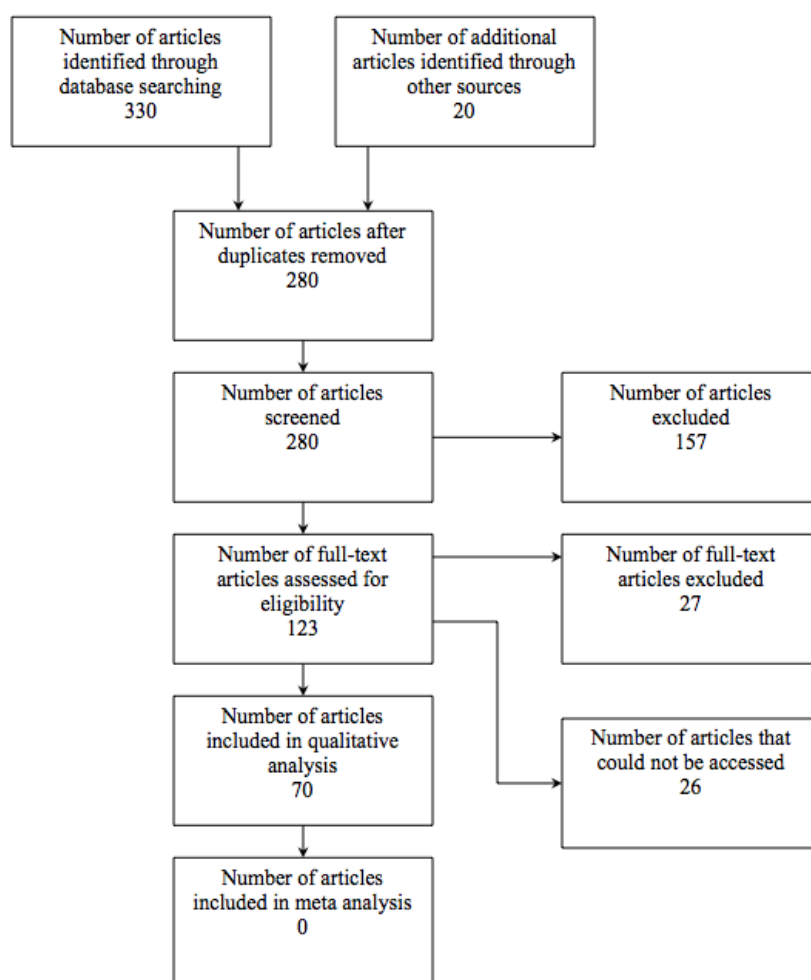 Number of articles
identified through
database searching
330
Number of additional
articles identified through
other sources
20
Number of articles after
duplicates removed
280
Number of articles
screened
280
Number of articles
excluded
157
Number of full-text
articles assessed for
eligibility
123
Number of full-text
articles excluded
27
Number of articles
included in qualitative
analysis
70
Number of articles that
could not be accessed
26
Number of articles
included in meta analysis
0